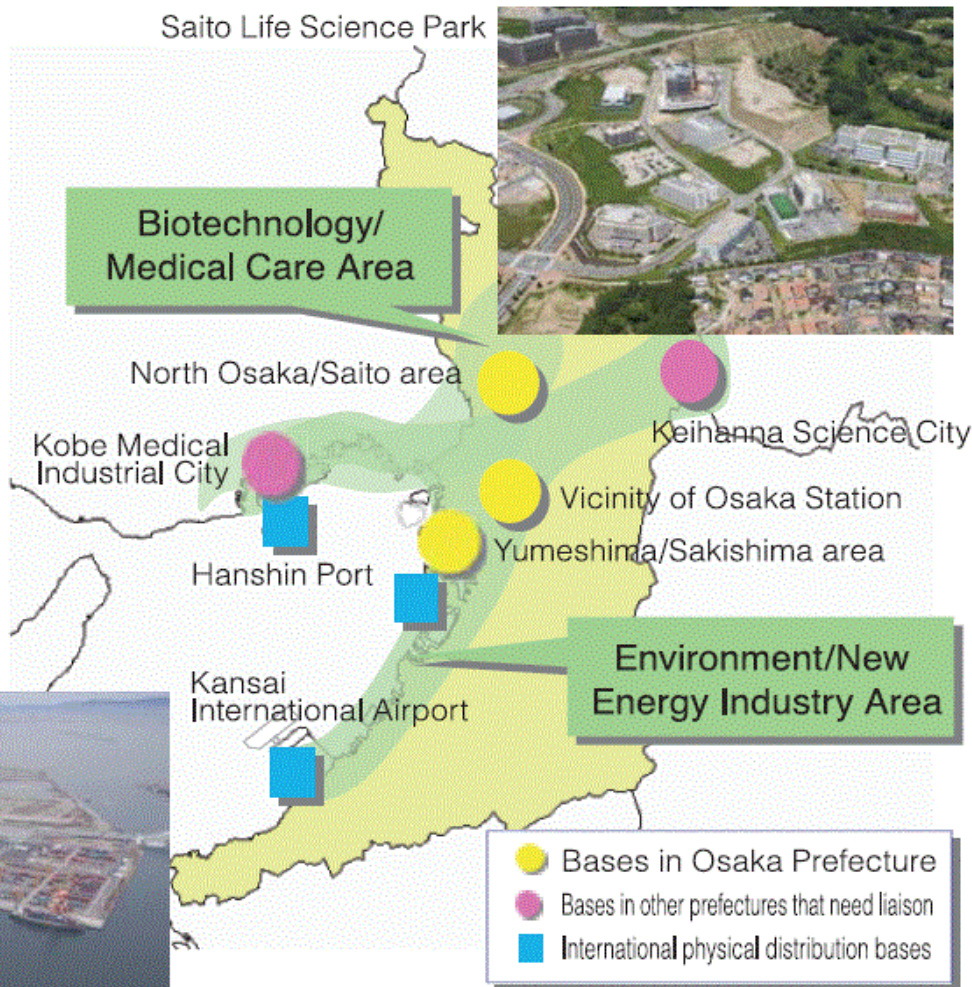 Saito Life Science Park
Biotechnology/
Medical Care Area
North Osaka/Saito area
Kobe Medical
Industrial City
Keihanna Science City
Vicinity of Osaka Station
Yumeshima/Sakishima area
Hanshin Port
Environment/New
Energy Industry Area
Kansai
International Airport
Bases in Osaka Prefecture
Bases in other prefectures that need liaison
International physical distribution bases